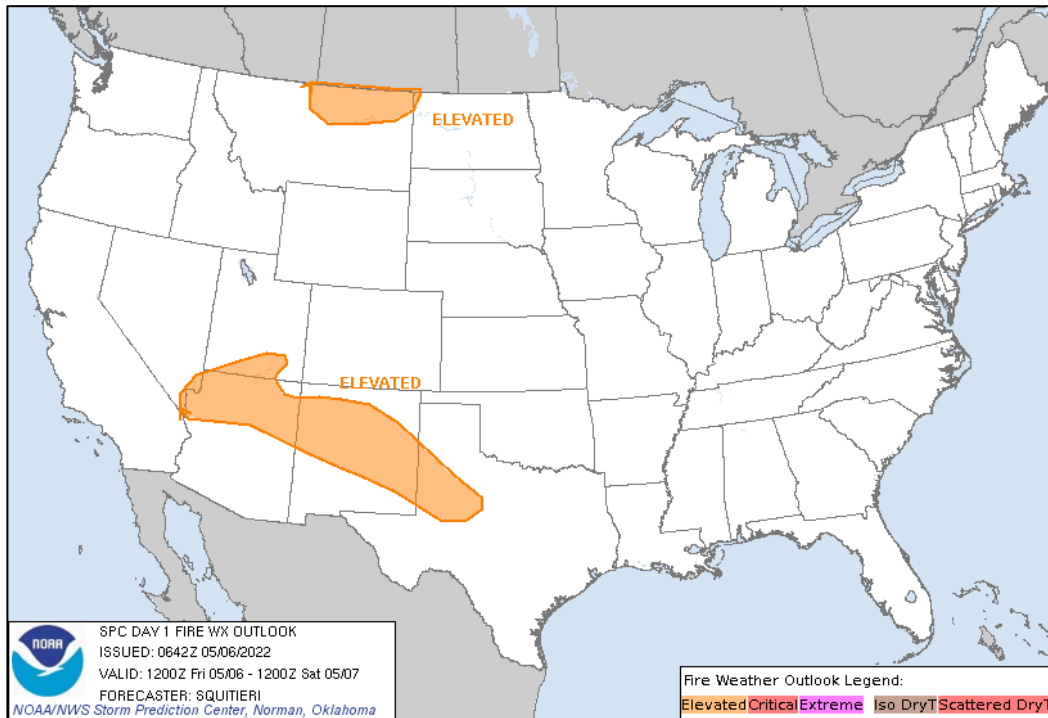 ELEVATED
ELEVATED
NOAA
SPC DAY 1 FIRE WX OUTLOOK
ISSUED: 0642Z 05/06/2022
VALID: 1200Z Fri 05/06 - 1200Z Sat 05/07
FORECASTER: SQUITIERI
NOAA/NWS Storm Prediction Center, Norman, Oklahoma
Fire Weather Outlook Legend:
Elevated Critical Extreme Iso DryT Scattered DryT